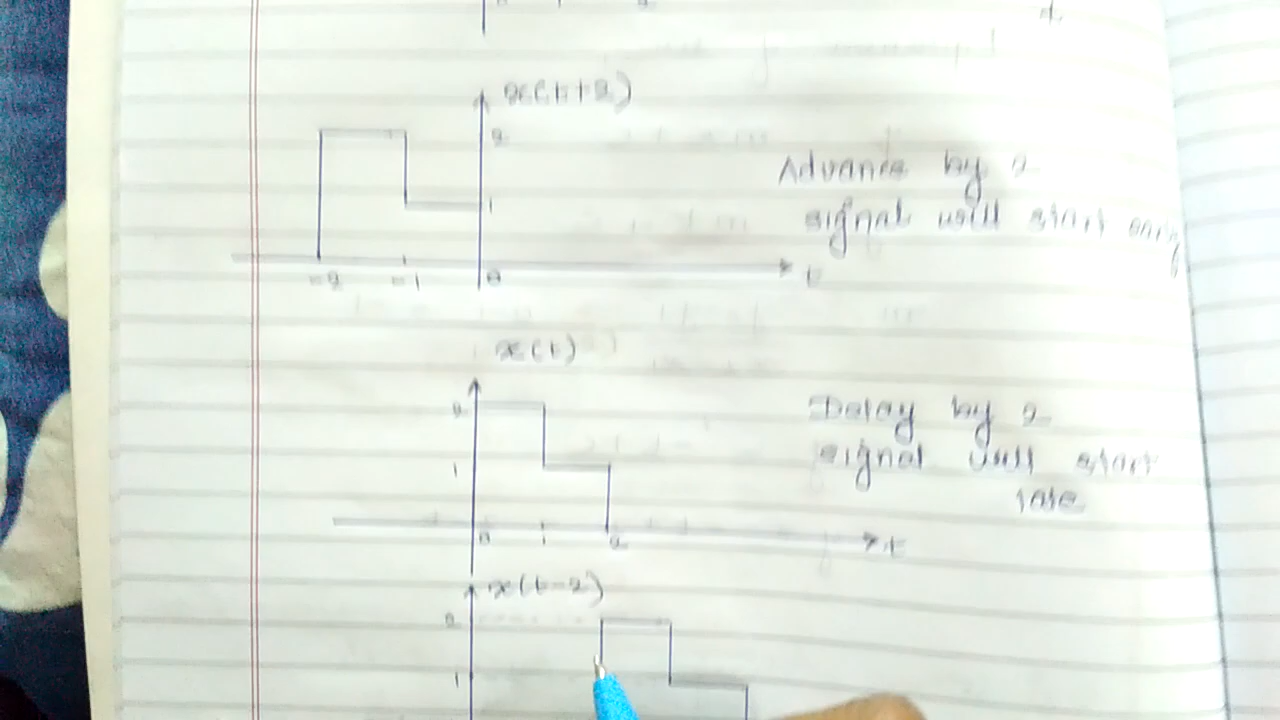 x(t+2)
2
Advance by 2
1
signal will start early
-2 -1 0 t
x(t)
2
Delay by 2
1
signal will start
late
0 1 2 t
x(t-2)
2
1